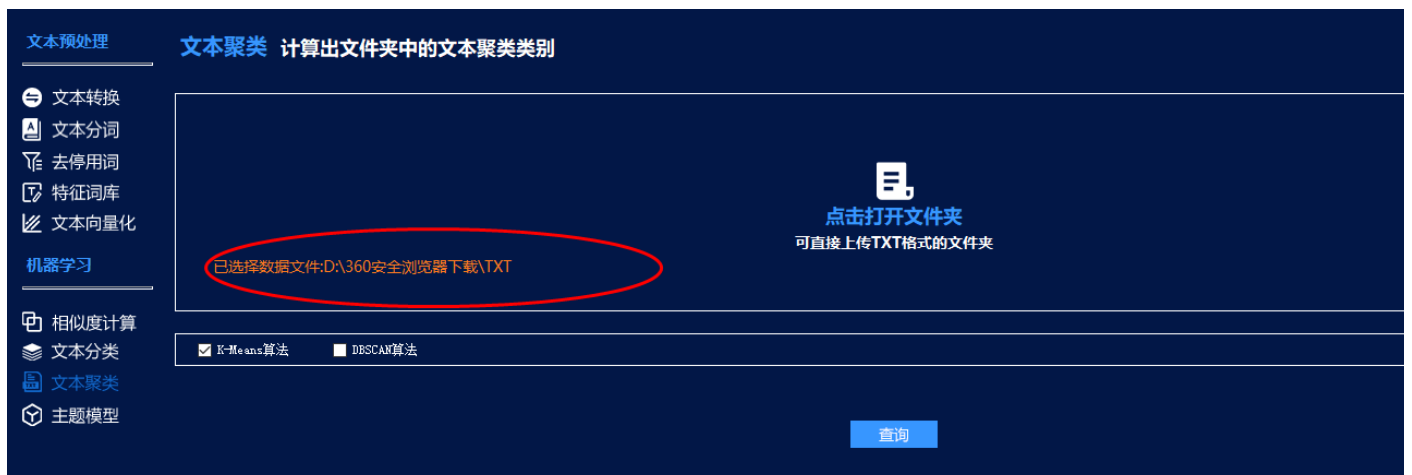 文本预处理
文本转换
文本分词
去停用词
特征词库
文本向量化
机器学习
相似度计算
文本分类
文本聚类
主题模型
文本聚类 计算出文件夹中的文本聚类类别
点击打开文件夹
可直接上传TXT格式的文件夹
已选择数据文件:D:\360安全浏览器下载\TXT
K-Means算法 DBSCAN算法
查询